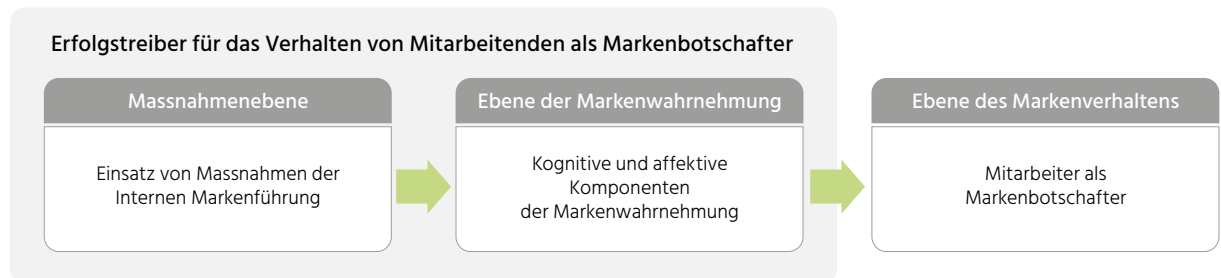 Erfolgstreiber für das Verhalten von Mitarbeitenden als Markenbotschafter
Massnahmenebene
Einsatz von Massnahmen der
Internen Markenführung
Ebene der Markenwahrnehmung
Kognitive und affektive
Komponenten
der Markenwahrnehmung
Ebene des Markenverhaltens
Mitarbeiter als
Markenbotschafter